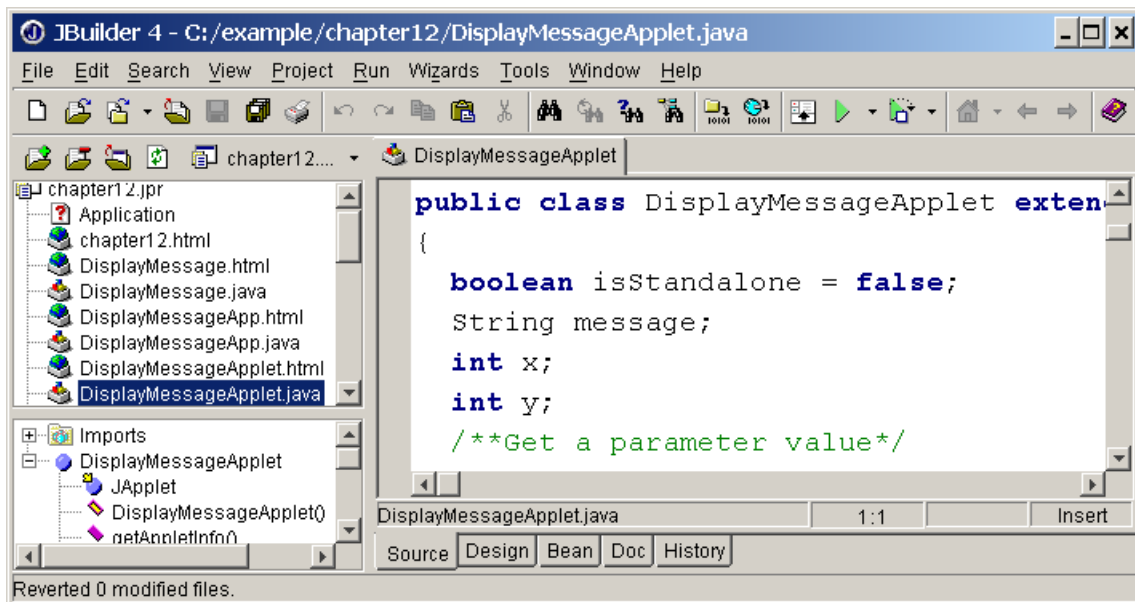 JBuilder 4 - C:/example/chapter12/DisplayMessageApplet.java
File Edit Search View Project Run Wizards Tools Window Help
chapter12....
DisplayMessageApplet
chapter12.jpr
Application
chapter12.html
DisplayMessage.html
DisplayMessage.java
DisplayMessageApp.html
DisplayMessageApp.java
DisplayMessageApplet.html
DisplayMessageApplet.java
Imports
DisplayMessageApplet
JApplet
DisplayMessageApplet()
getAppletInfo()
public class DisplayMessageApplet exten
{
boolean isStandalone = false;
String message;
int x;
int y;
/**Get a parameter value*/
DisplayMessageApplet.java 1:1 Insert
Source Design Bean Doc History
Reverted 0 modified files.